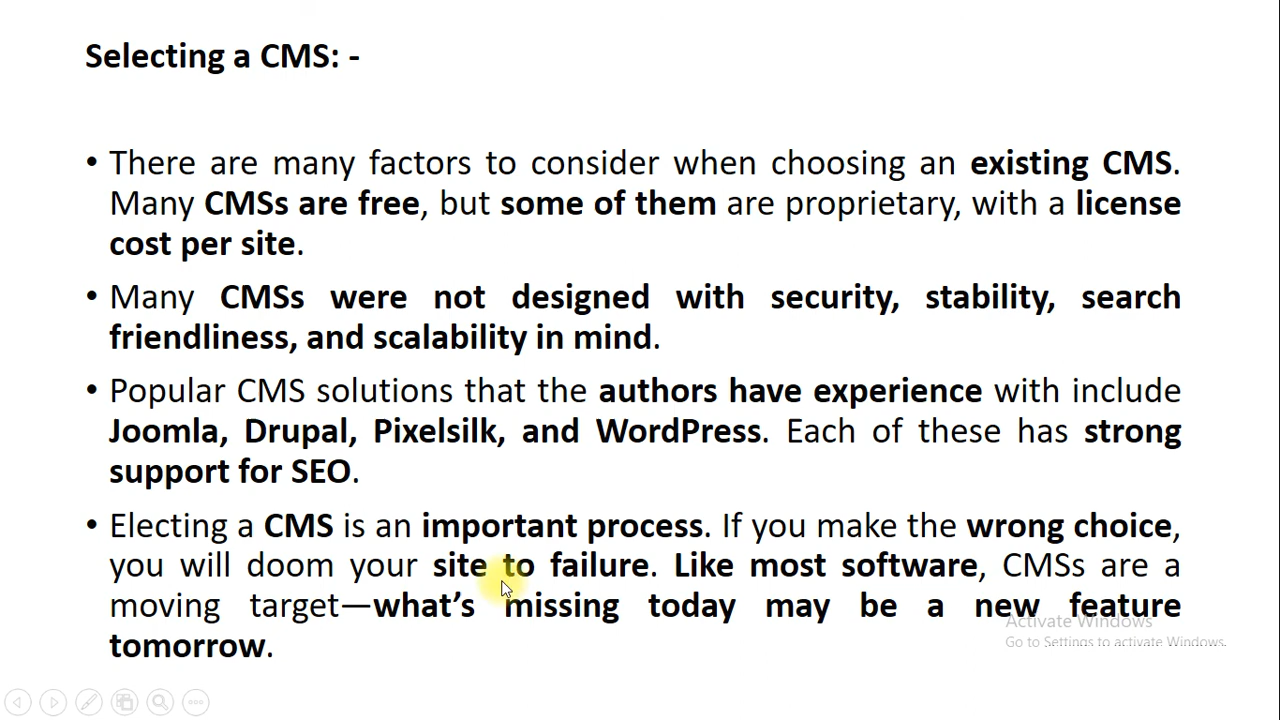 Selecting a CMS: -
• There are many factors to consider when choosing an existing CMS.
Many CMSs are free, but some of them are proprietary, with a license
cost per site.
• Many CMSs were not designed with security, stability, search
friendliness, and scalability in mind.
• Popular CMS solutions that the authors have experience with include
Joomla, Drupal, Pixelsilk, and WordPress. Each of these has strong
support for SEO.
• Electing a CMS is an important process. If you make the wrong choice,
you will doom your site to failure. Like most software, CMSs are a
moving target—what’s missing today may be a new feature
tomorrow.
Activate Windows
Go to Settings to activate Windows.